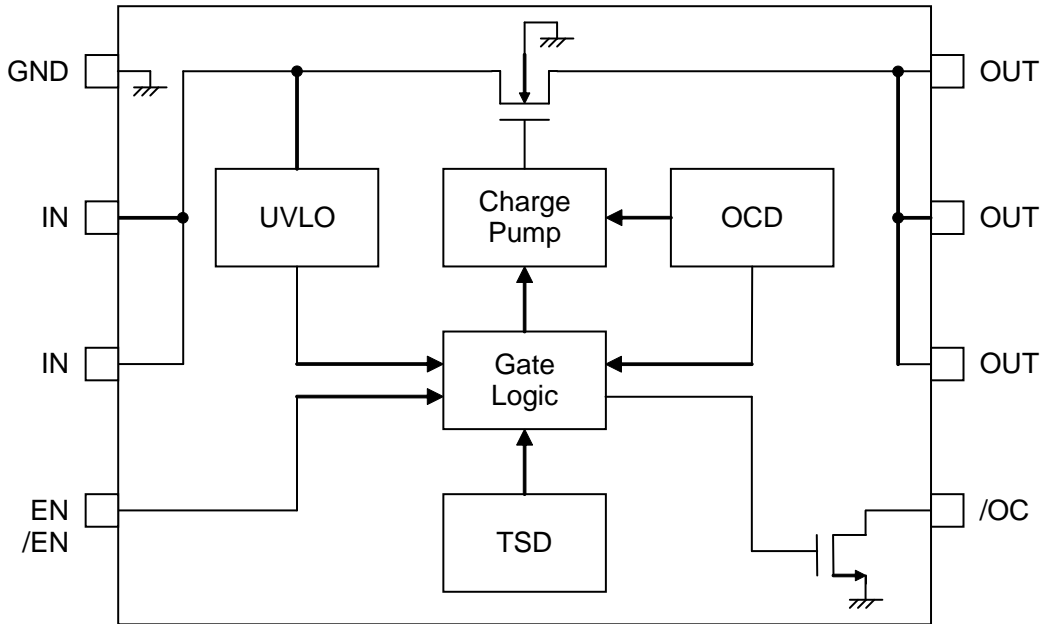 GND
OUT
IN
UVLO
Charge
Pump
OCD
OUT
IN
Gate
Logic
OUT
EN
/EN
TSD
/OC